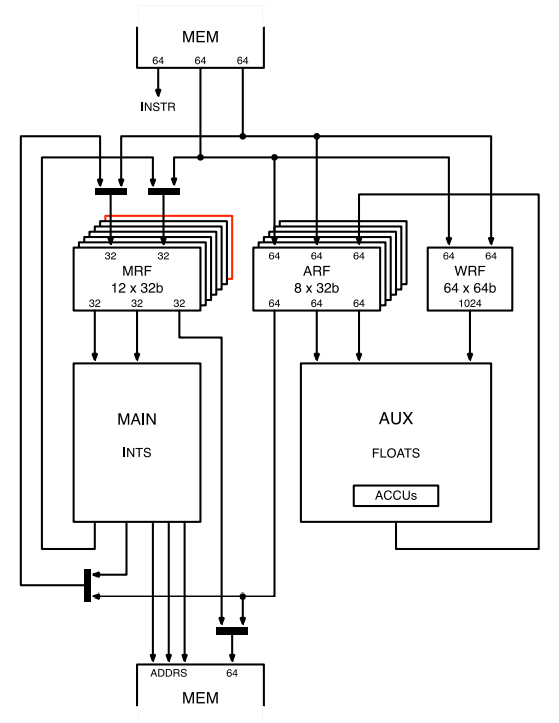 MEM
64 64 64
INSTR
32 32
MRF
12 x 32b
32 32 32
64 64 64
ARF
8 x 32b
64 64 64
64 64
WRF
64 x 64b
1024
MAIN
INTS
AUX
FLOATS
ACCUs
ADDRS 64
MEM